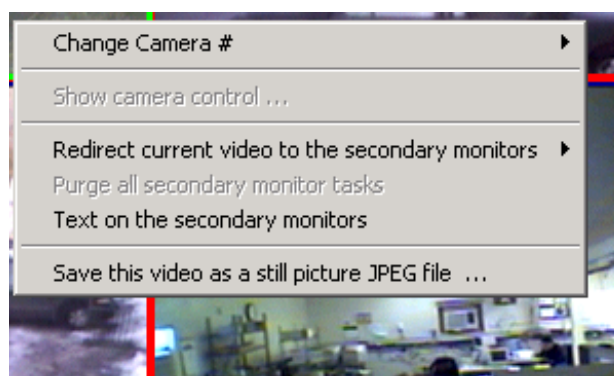 Change Camera #
Show camera control ...
Redirect current video to the secondary monitors
Purge all secondary monitor tasks
Text on the secondary monitors
Save this video as a still picture JPEG file ...